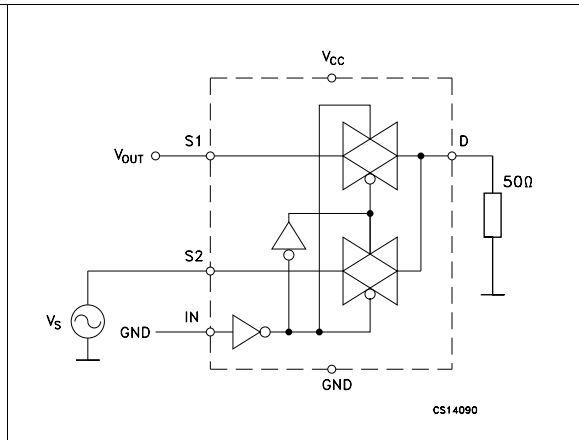 VCC
S1
D
VOUT
50Ω
S2
VS
IN
GND
GND
CS14090